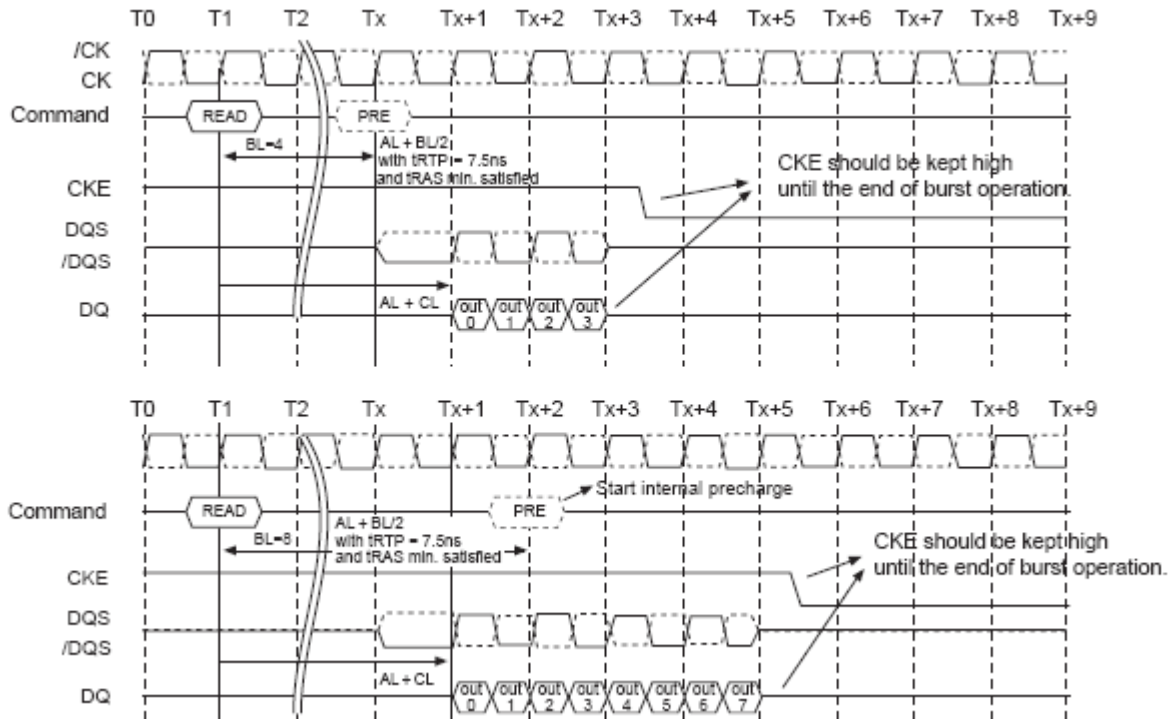 T0 T1 T2 Tx Tx+1 Tx+2 Tx+3 Tx+4 Tx+5 Tx+6 Tx+7 Tx+8 Tx+9
/CK
CK
Command READ PRE
BL=4
AL + BL/2
with tRTP = 7.5ns
and tRAS min. satisfied
CKE should be kept high
until the end of burst operation.
CKE
DQS
/DQS
AL + CL
DQ out 0 out 1 out 2 out 3
T0 T1 T2 Tx Tx+1 Tx+2 Tx+3 Tx+4 Tx+5 Tx+6 Tx+7 Tx+8 Tx+9
Start internal precharge
Command READ PRE
BL=8
AL + BL/2
with tRTP = 7.5ns
and tRAS min. satisfied
CKE should be kept high
until the end of burst operation.
CKE
DQS
/DQS
AL + CL
DQ out 0 out 1 out 2 out 3 out 4 out 5 out 6 out 7